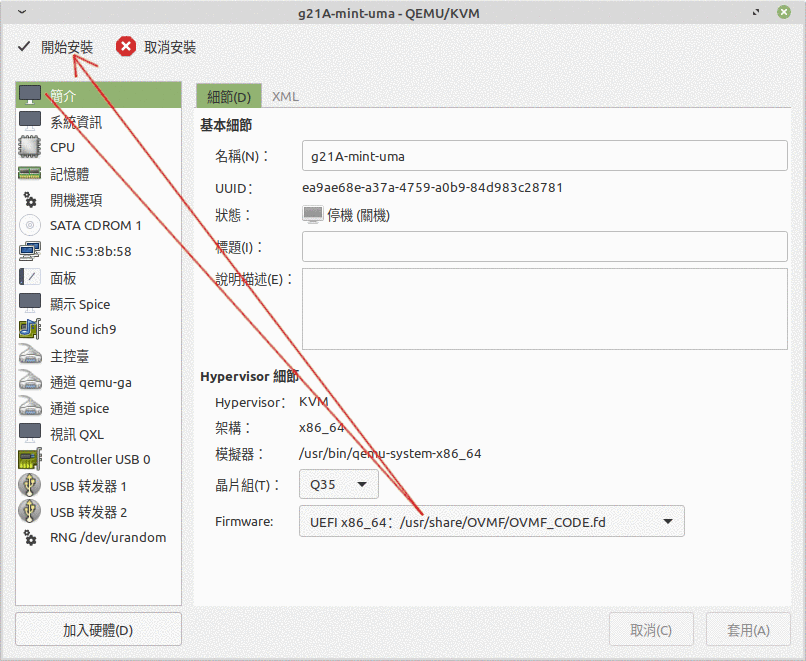 g21A-mint-uma - QEMU/KVM
開始安裝 取消安裝
簡介
系統資訊
CPU
記憶體
開機選項
SATA CDROM 1
NIC :53:8b:58
面板
顯示 Spice
Sound ich9
主控臺
通道 qemu-ga
通道 spice
視訊 QXL
Controller USB 0
USB 转发器 1
USB 转发器 2
RNG /dev/urandom
加入硬體(D)
細節(D) XML
基本細節
名稱(N)： g21A-mint-uma
UUID： ea9ae68e-a37a-4759-a0b9-84d983c28781
狀態： 停機 (關機)
標題(I)：
說明描述(E)：
Hypervisor 細節
Hypervisor： KVM
架構： x86_64
模擬器： /usr/bin/qemu-system-x86_64
晶片組(T)： Q35
Firmware: UEFI x86_64：/usr/share/OVMF/OVMF_CODE.fd
取消(C) 套用(A)